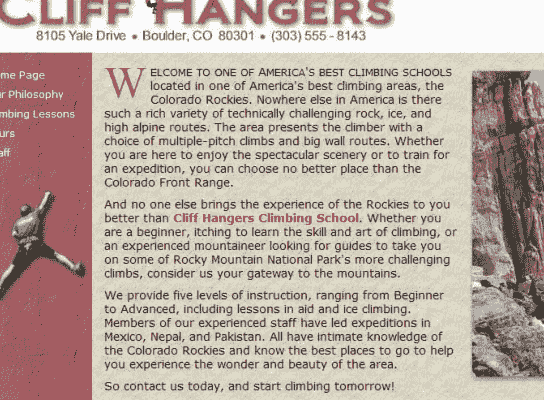 CLIFF HANGERS
8105 Yale Drive • Boulder, CO 80301 • (303) 555 - 8143
me Page
r Philosophy
mbing Lessons
urs
aff
WELCOME TO ONE OF AMERICA'S BEST CLIMBING SCHOOLS
located in one of America's best climbing areas, the
Colorado Rockies. Nowhere else in America is there
such a rich variety of technically challenging rock, ice, and
high alpine routes. The area presents the climber with a
choice of multiple-pitch climbs and big wall routes. Whether
you are here to enjoy the spectacular scenery or to train for
an expedition, you can choose no better place than the
Colorado Front Range.
And no one else brings the experience of the Rockies to you
better than Cliff Hangers Climbing School. Whether you
are a beginner, itching to learn the skill and art of climbing, or
an experienced mountaineer looking for guides to take you
on some of Rocky Mountain National Park's more challenging
climbs, consider us your gateway to the mountains.
We provide five levels of instruction, ranging from Beginner
to Advanced, including lessons in aid and ice climbing.
Members of our experienced staff have led expeditions in
Mexico, Nepal, and Pakistan. All have intimate knowledge of
the Colorado Rockies and know the best places to go to help
you experience the wonder and beauty of the area.
So contact us today, and start climbing tomorrow!